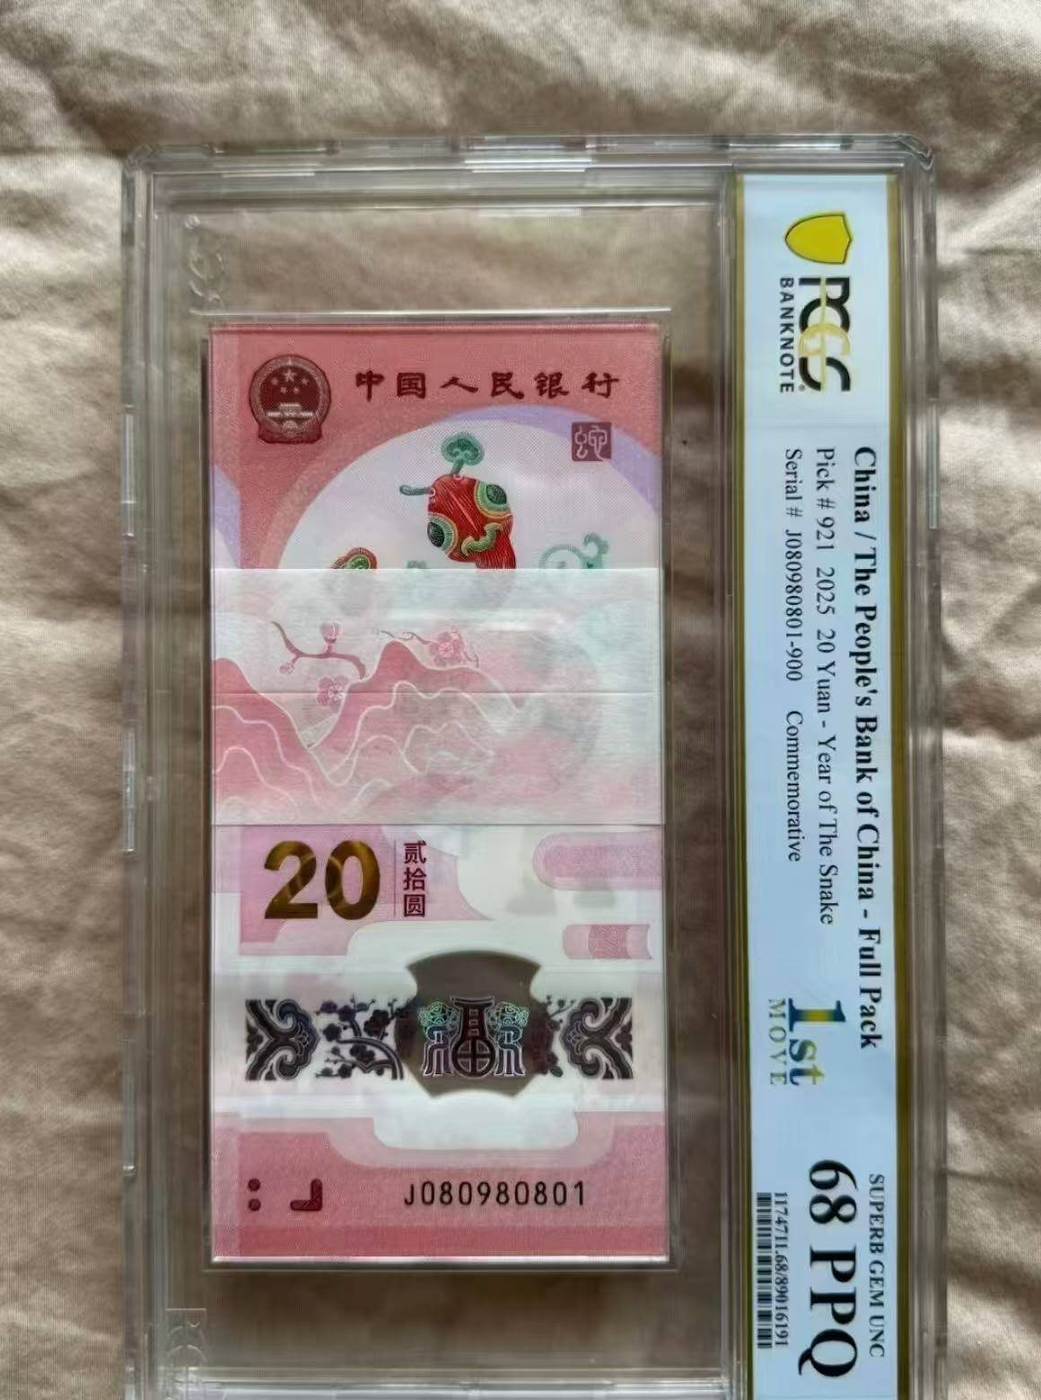 中国人民银行
蛇
20
贰拾圆
福
J080980801
PCGS
BANKNOTE
China / The People's Bank of China - Full Pack
Pick # 921 2025 20 Yuan - Year of The Snake
Serial # J080980801-900 Commemorative
1st
MOVE
SUPERB GEM UNC
68 PPQ
1174711.68/89016191